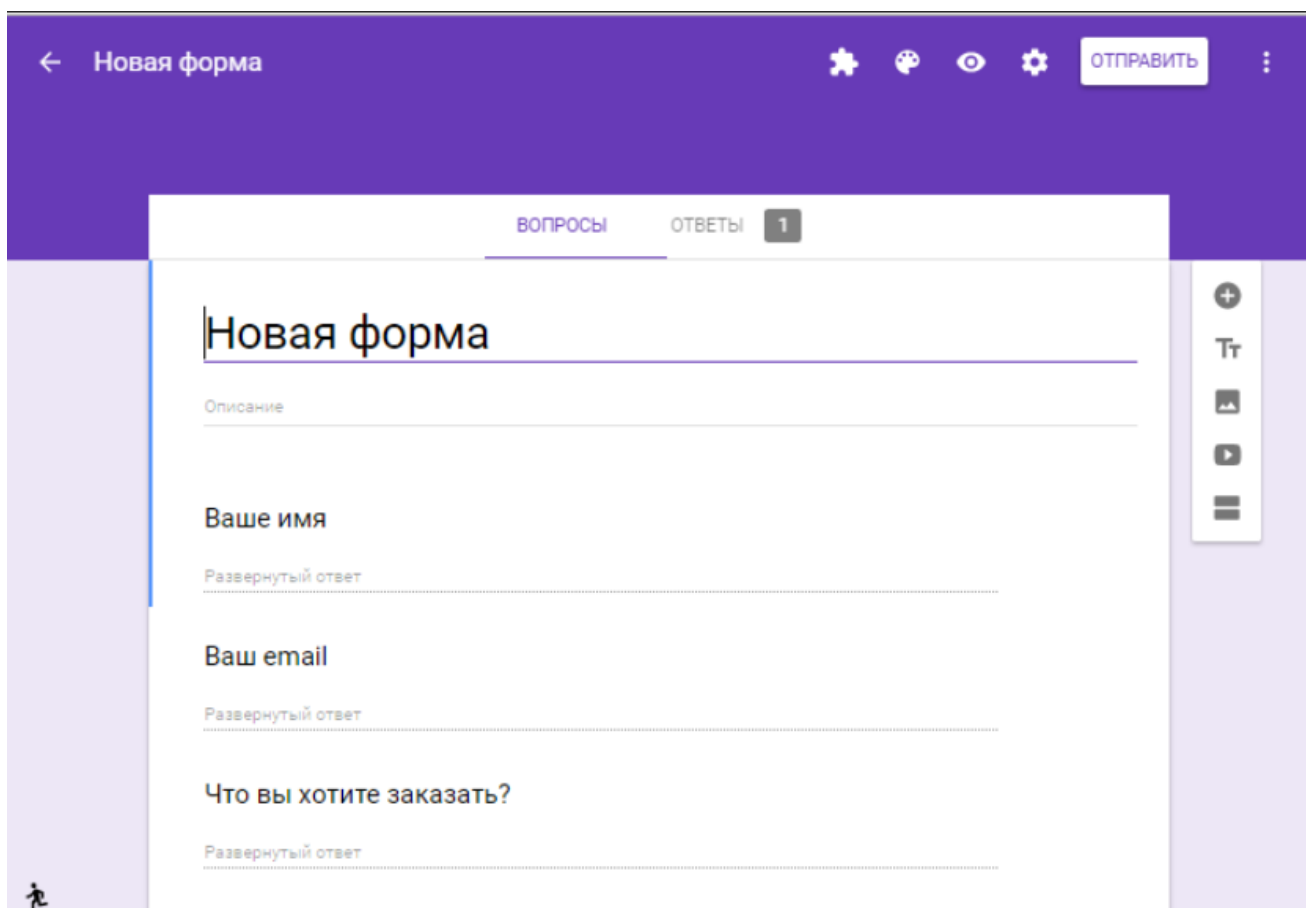 Новая форма
ОТПРАВИТЬ
ВОПРОСЫ ОТВЕТЫ 1
Новая форма
Описание
Ваше имя
Развернутый ответ
Ваш email
Развернутый ответ
Что вы хотите заказать?
Развернутый ответ